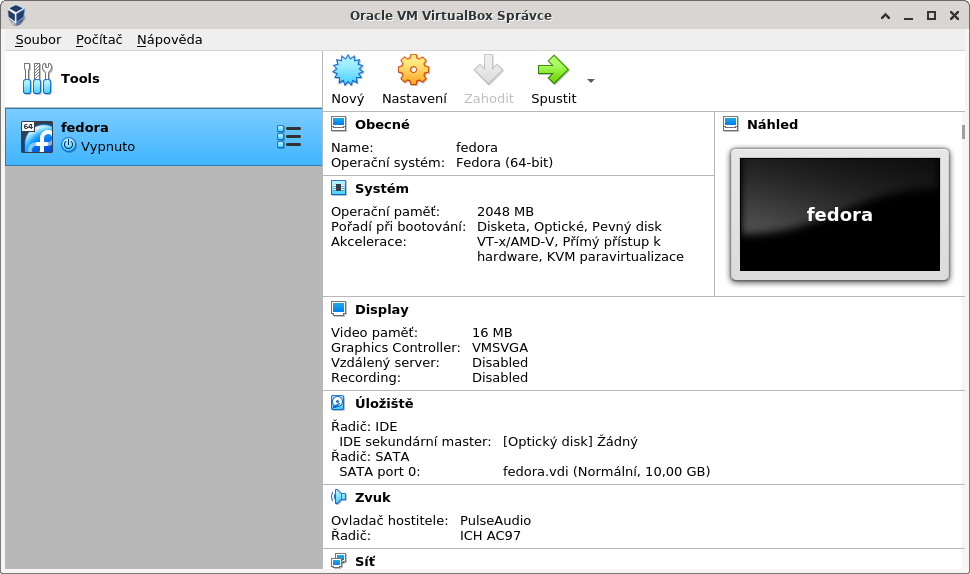 Oracle VM VirtualBox Správce
Soubor Počítač Nápověda
Tools
64
fedora
Vypnuto
Nový Nastavení Zahodit Spustit
Obecné
Name: fedora
Operační systém: Fedora (64-bit)
Systém
Operační paměť: 2048 MB
Pořadí při bootování: Disketa, Optické, Pevný disk
Akcelerace: VT-x/AMD-V, Přímý přístup k
hardware, KVM paravirtualizace
Náhled
fedora
Display
Video paměť: 16 MB
Graphics Controller: VMSVGA
Vzdálený server: Disabled
Recording: Disabled
Úložiště
Řadič: IDE
IDE sekundární master: [Optický disk] Žádný
Řadič: SATA
SATA port 0: fedora.vdi (Normální, 10,00 GB)
Zvuk
Ovladač hostitele: PulseAudio
Řadič: ICH AC97
Síť